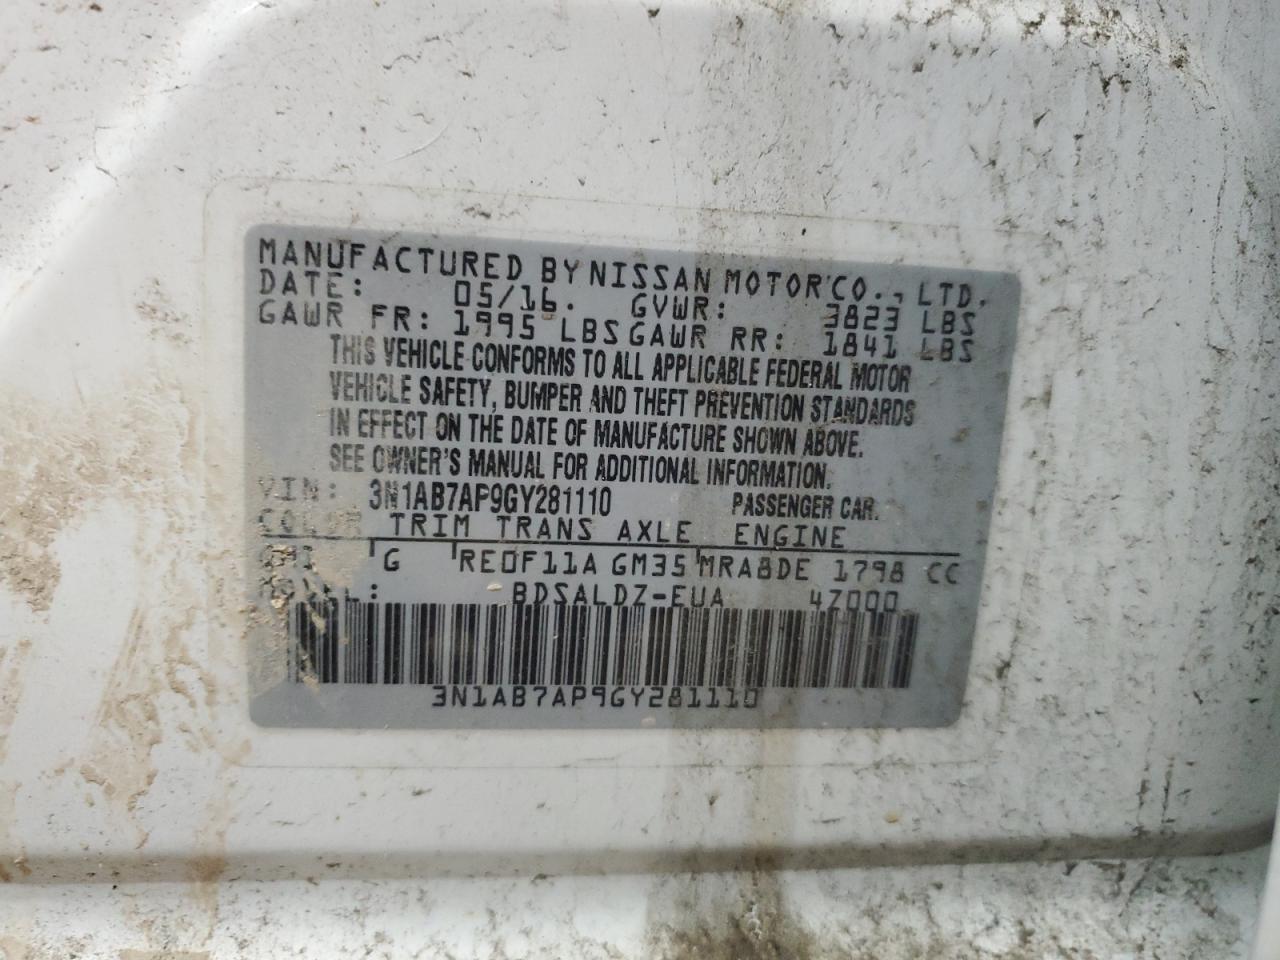 MANUFACTURED BY NISSAN MOTOR CO., LTD.
DATE: 05/16. GVWR: 3823 LBS
GAWR FR: 1995 LBS GAWR RR: 1841 LBS
THIS VEHICLE CONFORMS TO ALL APPLICABLE FEDERAL MOTOR
VEHICLE SAFETY, BUMPER AND THEFT PREVENTION STANDARDS
IN EFFECT ON THE DATE OF MANUFACTURE SHOWN ABOVE.
SEE OWNER'S MANUAL FOR ADDITIONAL INFORMATION.
VIN: 3N1AB7AP9GY281110 PASSENGER CAR.
COLOR TRIM TRANS AXLE ENGINE
G RE0F11A GM35 MRA8DE 1798 CC
MODEL: BDSALDZ-EUA 4Z000
3N1AB7AP9GY281110